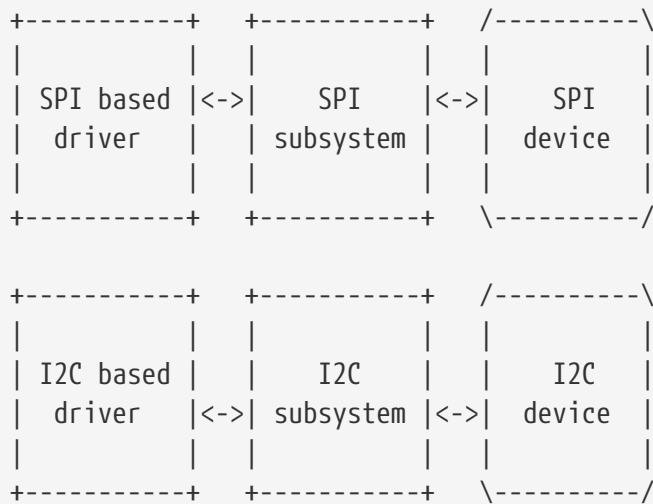 +-----------+   +-----------+   /----------\
|           |   |           |   |          |
| SPI based |<->|    SPI    |<->|   SPI    |
|  driver   |   | subsystem |   |  device  |
|           |   |           |   |          |
+-----------+   +-----------+   \----------/
+-----------+   +-----------+   /----------\
|           |   |           |   |          |
| I2C based |   |    I2C    |   |   I2C    |
|  driver   |<->| subsystem |<->|  device  |
|           |   |           |   |          |
+-----------+   +-----------+   \----------/